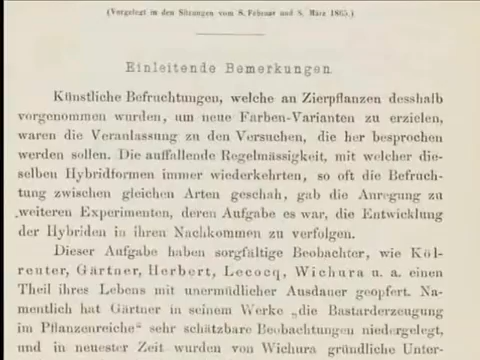 (Vorgelegt in den Sitzungen vom 8. Februar und 8. März 1865.)
Einleitende Bemerkungen.
Künstliche Befruchtungen, welche an Zierpflanzen desshalb
vorgenommen wurden, um neue Farben-Varianten zu erzielen,
waren die Veranlassung zu den Versuchen, die her besprochen
werden sollen. Die auffallende Regelmässigkeit, mit welcher die-
selben Hybridformen immer wiederkehrten, so oft die Befruch-
tung zwischen gleichen Arten geschah, gab die Anregung zu
weiteren Experimenten, deren Aufgabe es war, die Entwicklung
der Hybriden in ihren Nachkommen zu verfolgen.
Dieser Aufgabe haben sorgfältige Beobachter, wie Köl-
reuter, Gärtner, Herbert, Lecocq, Wichura u. a. einen
Theil ihres Lebens mit unermüdlicher Ausdauer geopfert. Na-
mentlich hat Gärtner in seinem Werke „die Bastarderzeugung
im Pflanzenreiche“ sehr schätzbare Beobachtungen niedergelegt,
und in neuester Zeit wurden von Wichura gründliche Unter-